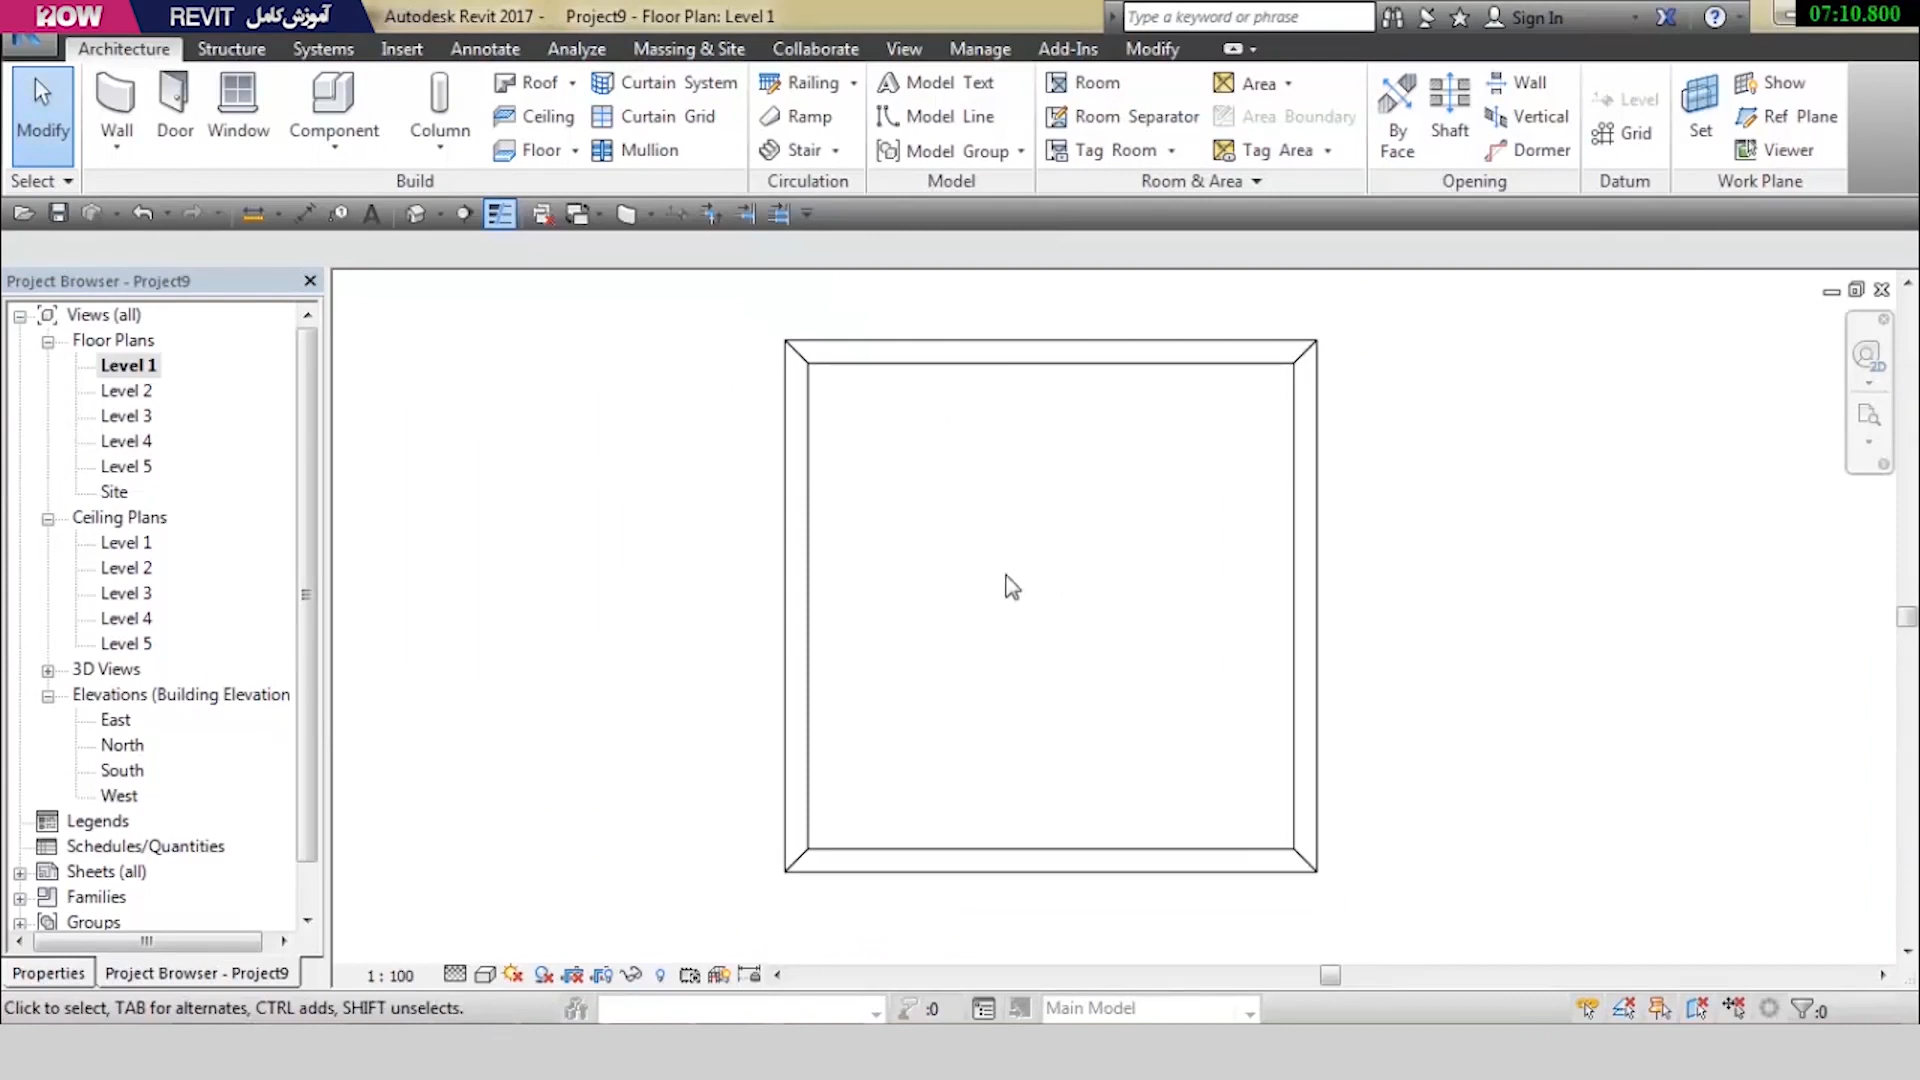 NOW REVIT آموزش کامل Autodesk Revit 2017 - Project9 - Floor Plan: Level 1 Type a keyword or phrase Sign In 07:10.800
Architecture Structure Systems Insert Annotate Analyze Massing & Site Collaborate View Manage Add-Ins Modify
Modify Wall Door Window Component Column
Roof Curtain System
Ceiling Curtain Grid
Floor Mullion
Railing
Ramp
Stair
Model Text
Model Line
Model Group
Room Area
Room Separator Area Boundary
Tag Room Tag Area
By Face Shaft
Wall
Vertical
Dormer
Level
Grid
Set
Show
Ref Plane
Viewer
Select Build Circulation Model Room & Area Opening Datum Work Plane
Project Browser - Project9
Views (all)
Floor Plans
Level 1
Level 2
Level 3
Level 4
Level 5
Site
Ceiling Plans
Level 1
Level 2
Level 3
Level 4
Level 5
3D Views
Elevations (Building Elevation
East
North
South
West
Legends
Schedules/Quantities
Sheets (all)
Families
Groups
2D
Properties Project Browser - Project9
1 : 100
Click to select, TAB for alternates, CTRL adds, SHIFT unselects. :0 Main Model :0